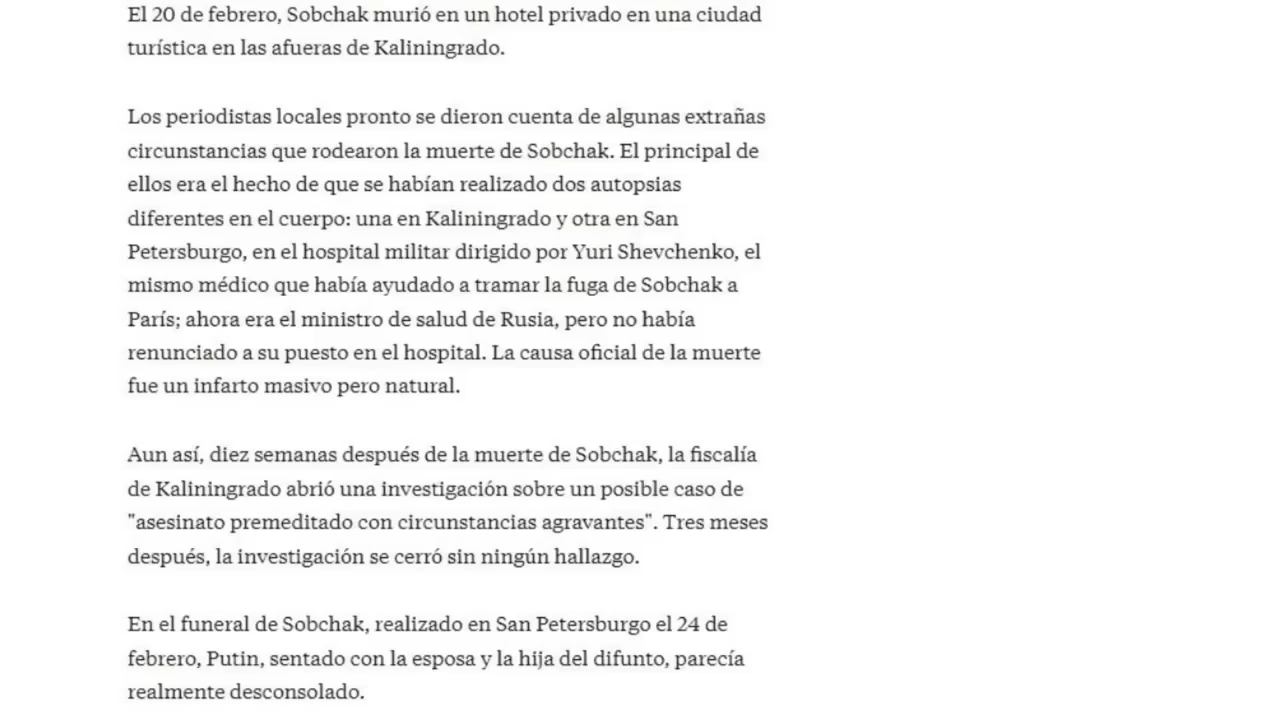 El 20 de febrero, Sobchak murió en un hotel privado en una ciudad
turística en las afueras de Kaliningrado.
Los periodistas locales pronto se dieron cuenta de algunas extrañas
circunstancias que rodearon la muerte de Sobchak. El principal de
ellos era el hecho de que se habían realizado dos autopsias
diferentes en el cuerpo: una en Kaliningrado y otra en San
Petersburgo, en el hospital militar dirigido por Yuri Shevchenko, el
mismo médico que había ayudado a tramar la fuga de Sobchak a
París; ahora era el ministro de salud de Rusia, pero no había
renunciado a su puesto en el hospital. La causa oficial de la muerte
fue un infarto masivo pero natural.
Aun así, diez semanas después de la muerte de Sobchak, la fiscalía
de Kaliningrado abrió una investigación sobre un posible caso de
"asesinato premeditado con circunstancias agravantes". Tres meses
después, la investigación se cerró sin ningún hallazgo.
En el funeral de Sobchak, realizado en San Petersburgo el 24 de
febrero, Putin, sentado con la esposa y la hija del difunto, parecía
realmente desconsolado.